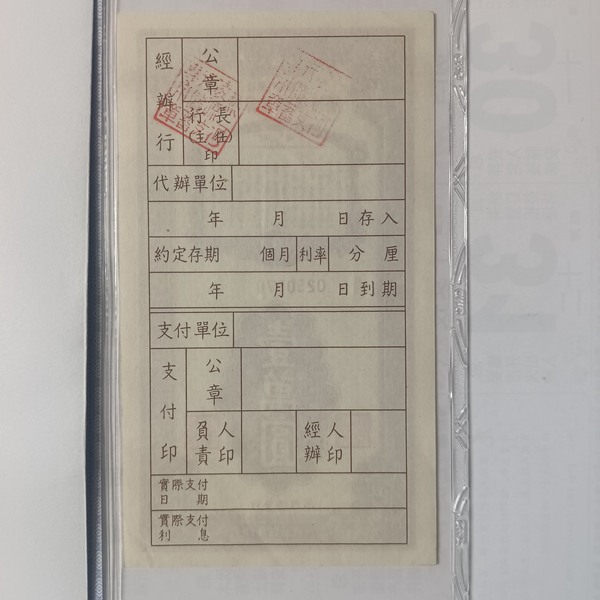 經辦行
公章
行長
(主任)
印
代辦單位
年 月 日存入
約定存期 個月 利率 分 厘
年 月 日到期
支付單位
支付印
公章
負責人印
經辦人印
實際支付
日 期
實際支付
利 息